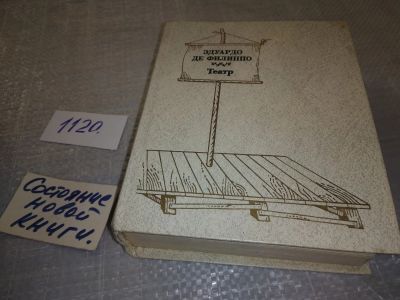 ЭДУАРДО
ДЕ ФИЛИППО
Театр
1120.
Состояние
новой
книги.